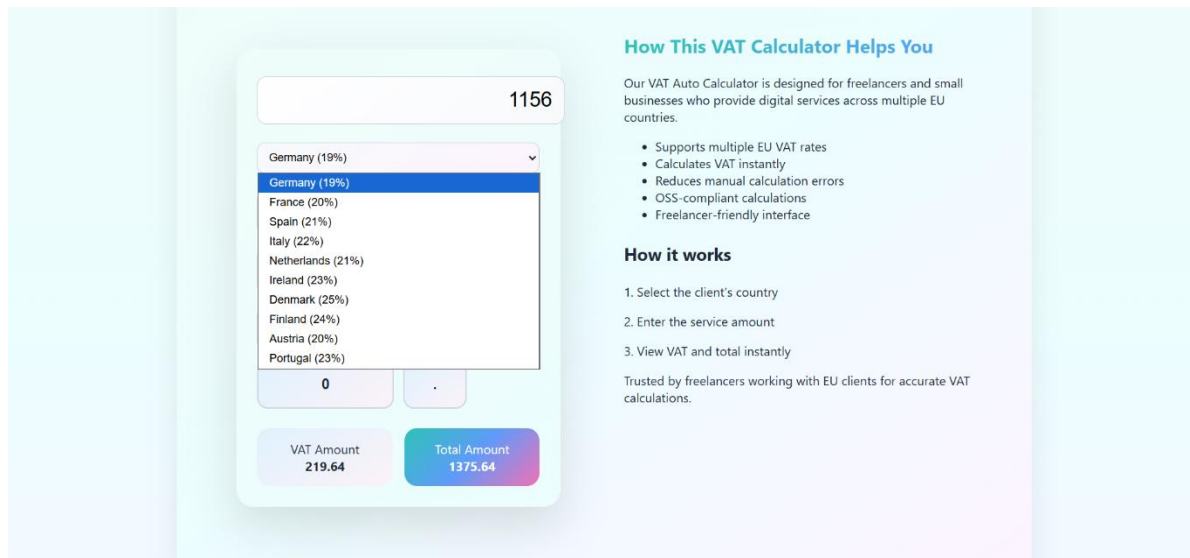 1156
Germany (19%)
Germany (19%)
France (20%)
Spain (21%)
Italy (22%)
Netherlands (21%)
Ireland (23%)
Denmark (25%)
Finland (24%)
Austria (20%)
Portugal (23%)
0
.
VAT Amount
219.64
Total Amount
1375.64
How This VAT Calculator Helps You
Our VAT Auto Calculator is designed for freelancers and small
businesses who provide digital services across multiple EU
countries.
• Supports multiple EU VAT rates
• Calculates VAT instantly
• Reduces manual calculation errors
• OSS-compliant calculations
• Freelancer-friendly interface
How it works
1. Select the client's country
2. Enter the service amount
3. View VAT and total instantly
Trusted by freelancers working with EU clients for accurate VAT
calculations.